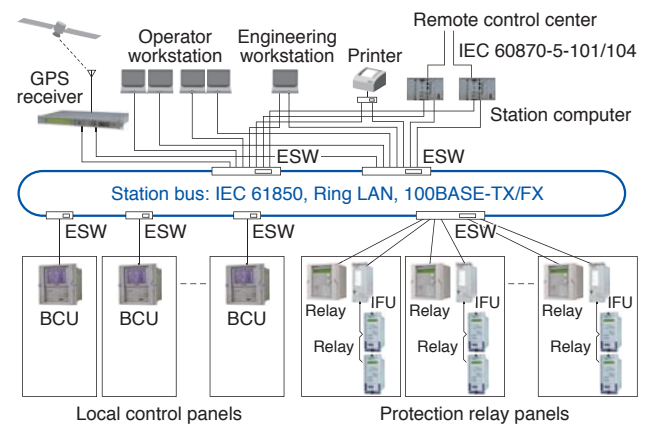 Remote control center
IEC 60870-5-101/104
Operator
workstation
Engineering
workstation
Printer
GPS
receiver
Station computer
ESW
ESW
Station bus: IEC 61850, Ring LAN, 100BASE-TX/FX
ESW
ESW
ESW
ESW
BCU
BCU
BCU
Relay
IFU
Relay
IFU
Relay
IFU
Relay
Relay
Relay
Local control panels
Protection relay panels